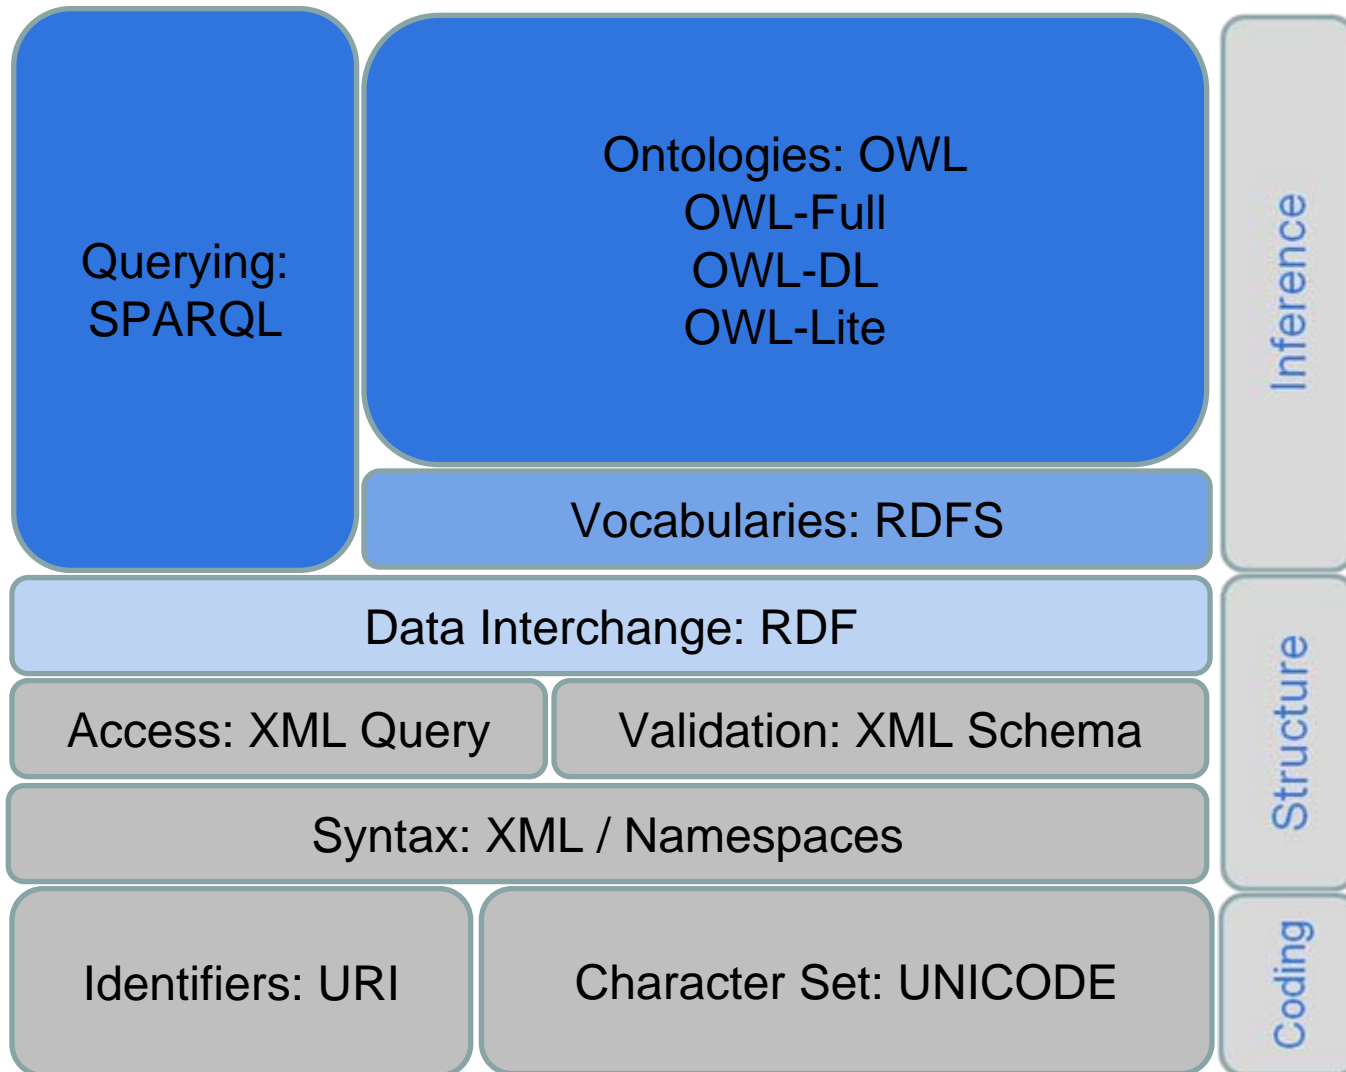 Querying:
SPARQL
Ontologies: OWL
OWL-Full
OWL-DL
OWL-Lite
Vocabularies: RDFS
Inference
Data Interchange: RDF
Access: XML Query
Validation: XML Schema
Syntax: XML / Namespaces
Structure
Identifiers: URI
Character Set: UNICODE
Coding